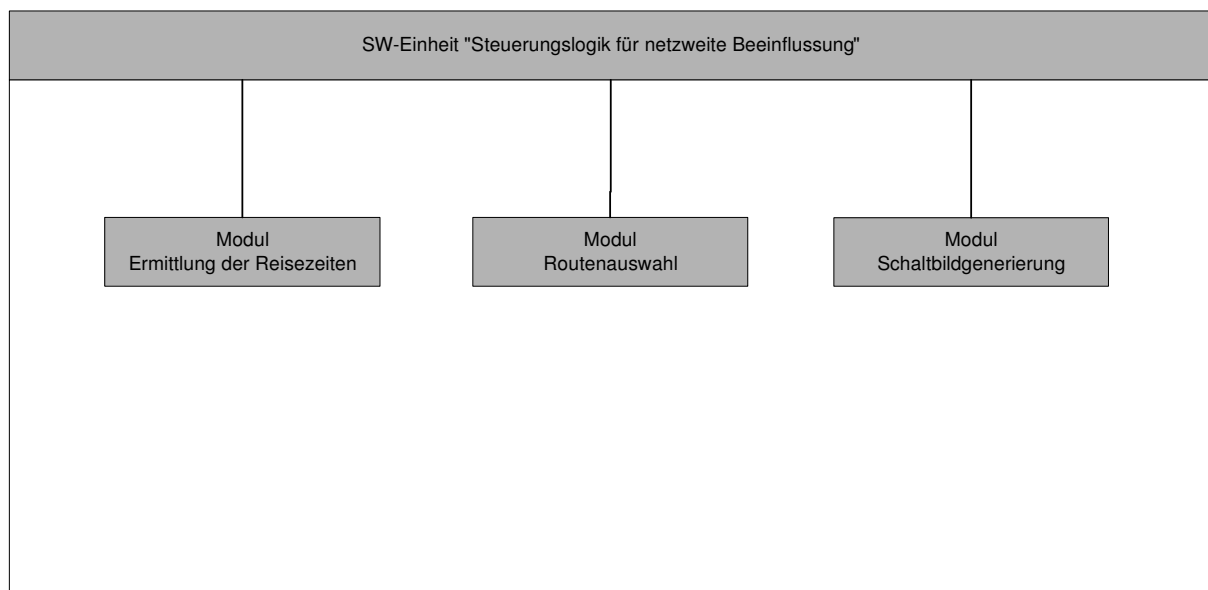 SW-Einheit "Steuerungslogik für netzweite Beeinflussung"
Modul
Ermittlung der Reisezeiten
Modul
Routenauswahl
Modul
Schaltbildgenerierung